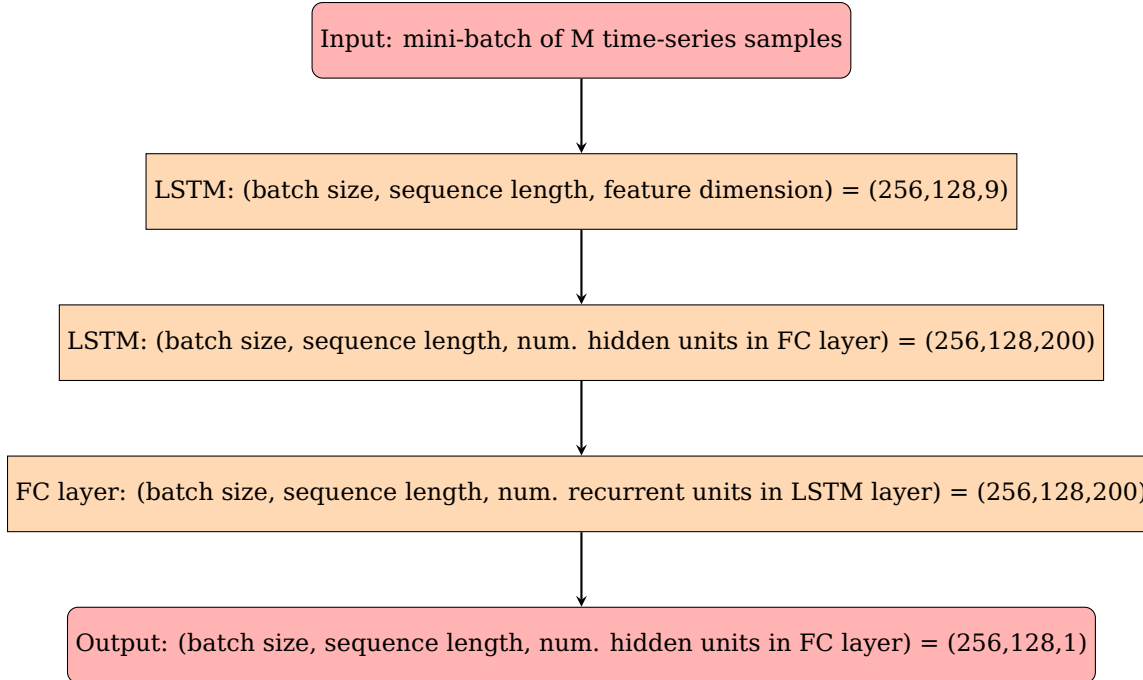 Input: mini-batch of M time-series samples
LSTM: (batch size, sequence length, feature dimension) = (256,128,9)
LSTM: (batch size, sequence length, num. hidden units in FC layer) = (256,128,200)
FC layer: (batch size, sequence length, num. recurrent units in LSTM layer) = (256,128,200)
Output: (batch size, sequence length, num. hidden units in FC layer) = (256,128,1)